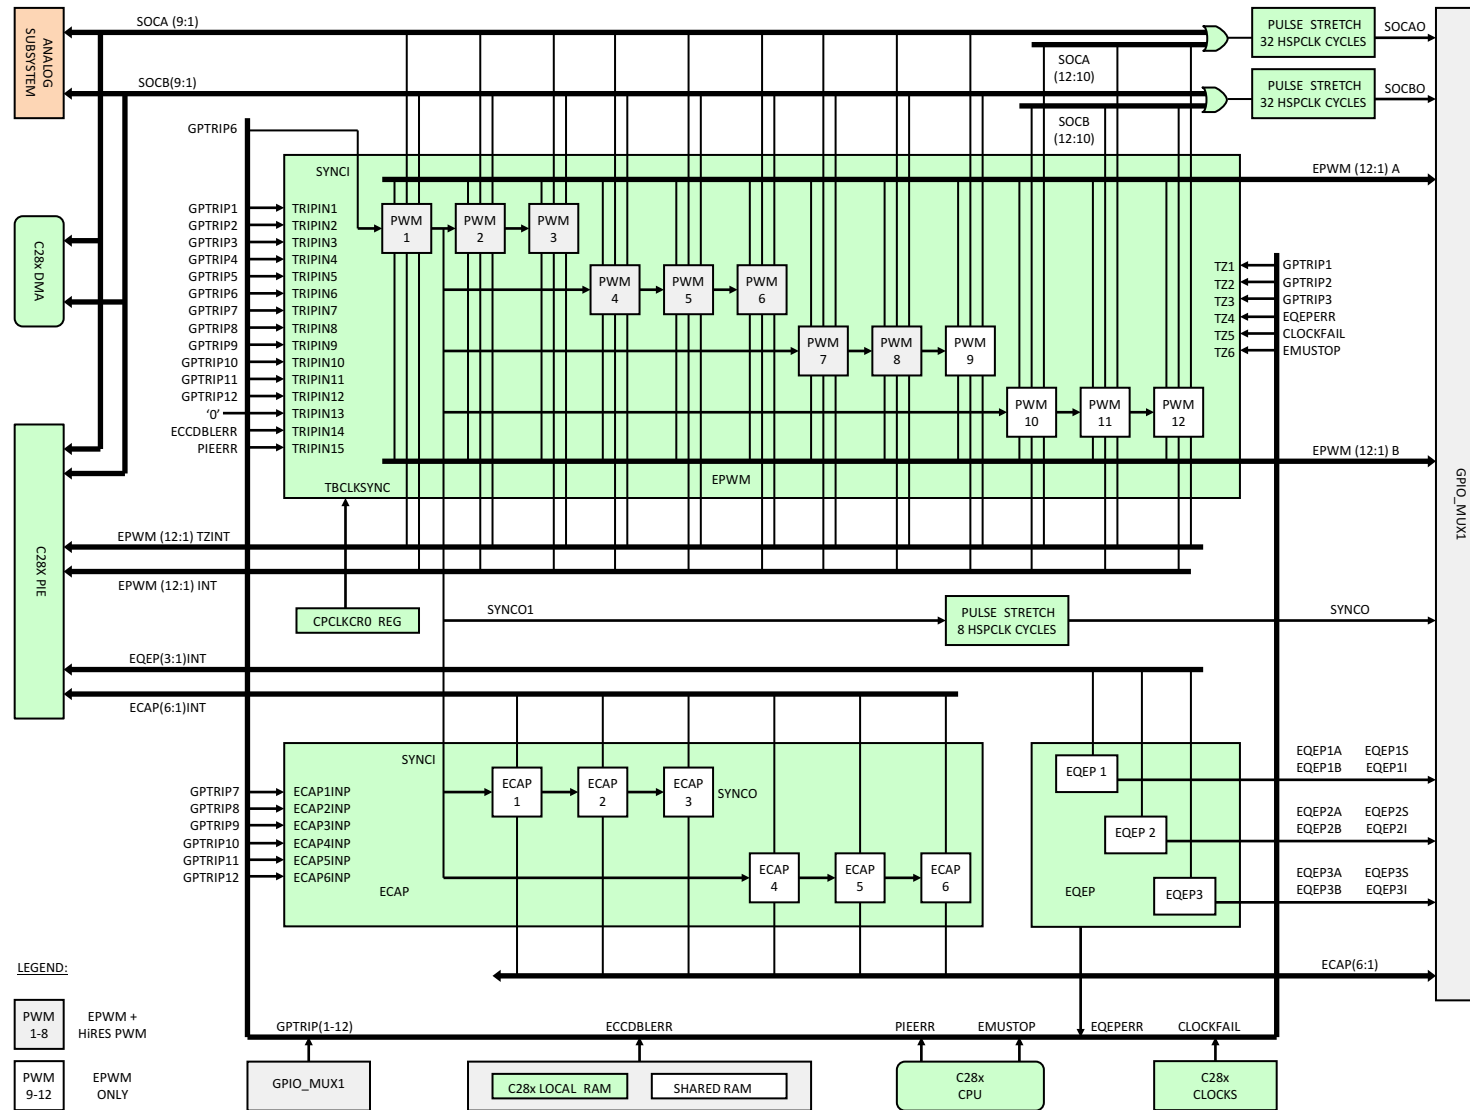 SOCA (9:1)
ANALOG
SUBSYSTEM
PULSE STRETCH
32 HSPCLK CYCLES
SOCAO
SOCA
(12:10)
SOCB(9:1)
PULSE STRETCH
32 HSPCLK CYCLES
SOCBO
SOCB
(12:10)
GPTRIP6
SYNCI
EPWM (12:1) A
GPTRIP1
GPTRIP2
GPTRIP3
GPTRIP4
GPTRIP5
GPTRIP6
GPTRIP7
GPTRIP8
GPTRIP9
GPTRIP10
GPTRIP11
GPTRIP12
‘0’
ECCDBLERR
PIEERR
TRIPIN1
TRIPIN2
TRIPIN3
TRIPIN4
TRIPIN5
TRIPIN6
TRIPIN7
TRIPIN8
TRIPIN9
TRIPIN10
TRIPIN11
TRIPIN12
TRIPIN13
TRIPIN14
TRIPIN15
PWM
1
PWM
2
PWM
3
PWM
4
PWM
5
PWM
6
PWM
7
PWM
8
PWM
9
PWM
10
PWM
11
PWM
12
TZ1
TZ2
TZ3
TZ4
TZ5
TZ6
GPTRIP1
GPTRIP2
GPTRIP3
EQEPERR
CLOCKFAIL
EMUSTOP
C28x DMA
EPWM (12:1) B
EPWM
TBCLKSYNC
GPIO_MUX1
C28X PIE
EPWM (12:1) TZINT
EPWM (12:1) INT
CPCLKCR0 REG
SYNCO1
PULSE STRETCH
8 HSPCLK CYCLES
SYNCO
EQEP(3:1)INT
ECAP(6:1)INT
SYNCI
GPTRIP7
GPTRIP8
GPTRIP9
GPTRIP10
GPTRIP11
GPTRIP12
ECAP1INP
ECAP2INP
ECAP3INP
ECAP4INP
ECAP5INP
ECAP6INP
ECAP
1
ECAP
2
ECAP
3
SYNCO
ECAP
4
ECAP
5
ECAP
6
ECAP
EQEP 1
EQEP 2
EQEP3
EQEP
EQEP1A EQEP1S
EQEP1B EQEP1I
EQEP2A EQEP2S
EQEP2B EQEP2I
EQEP3A EQEP3S
EQEP3B EQEP3I
ECAP(6:1)
LEGEND:
PWM
1-8
EPWM +
HiRES PWM
PWM
9-12
EPWM
ONLY
GPTRIP(1-12)
ECCDBLERR
PIEERR
EMUSTOP
EQEPERR
CLOCKFAIL
GPIO_MUX1
C28x LOCAL RAM
SHARED RAM
C28x
CPU
C28x
CLOCKS